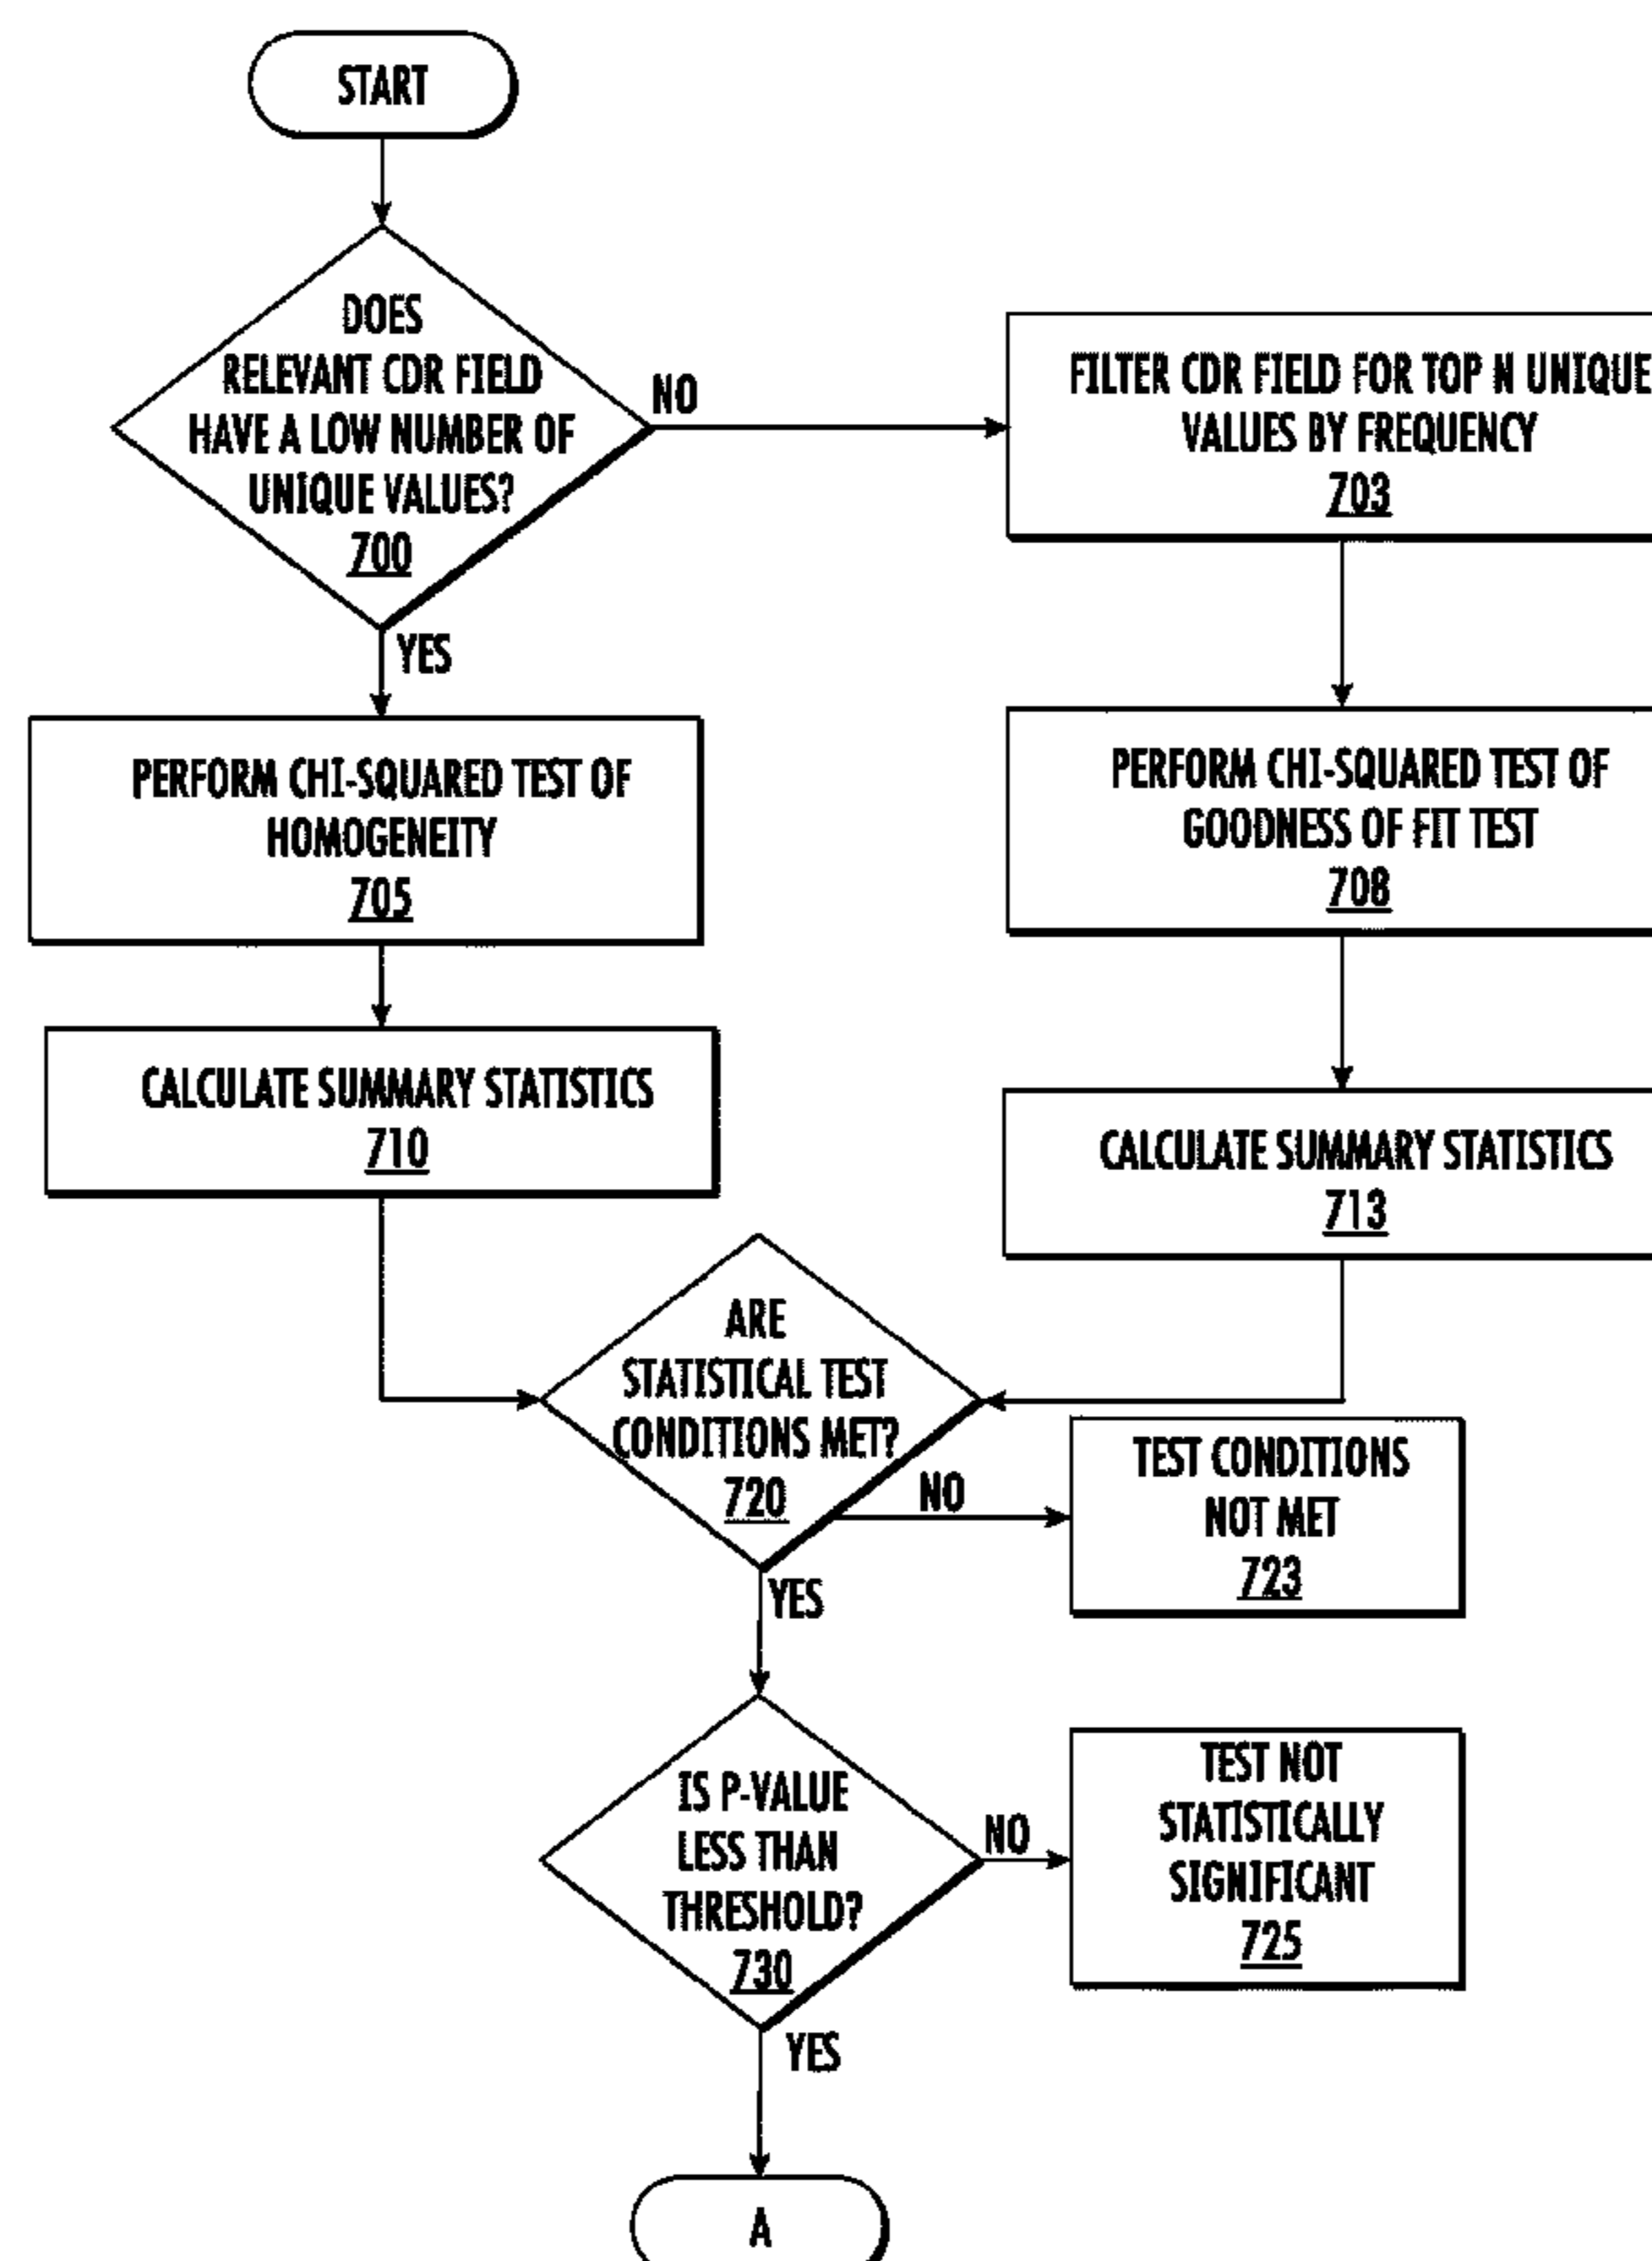 START
DOES
RELEVANT CDR FIELD
HAVE A LOW NUMBER OF
UNIQUE VALUES?
700
NO
FILTER CDR FIELD FOR TOP N UNIQUE
VALUES BY FREQUENCY
703
YES
PERFORM CHI-SQUARED TEST OF
HOMOGENEITY
705
PERFORM CHI-SQUARED TEST OF
GOODNESS OF FIT TEST
708
CALCULATE SUMMARY STATISTICS
710
CALCULATE SUMMARY STATISTICS
713
ARE
STATISTICAL TEST
CONDITIONS MET?
720
NO
TEST CONDITIONS
NOT MET
723
YES
IS P-VALUE
LESS THAN
THRESHOLD?
730
NO
TEST NOT
STATISTICALLY
SIGNIFICANT
725
YES
A